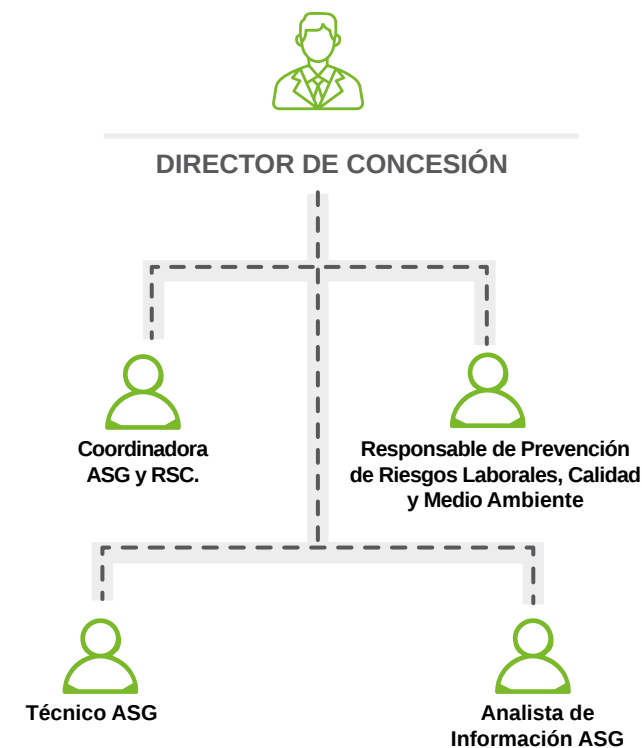 DIRECTOR DE CONCESIÓN
Coordinadora
ASG y RSC.
Responsable de Prevención
de Riesgos Laborales, Calidad
y Medio Ambiente
Técnico ASG
Analista de
Información ASG